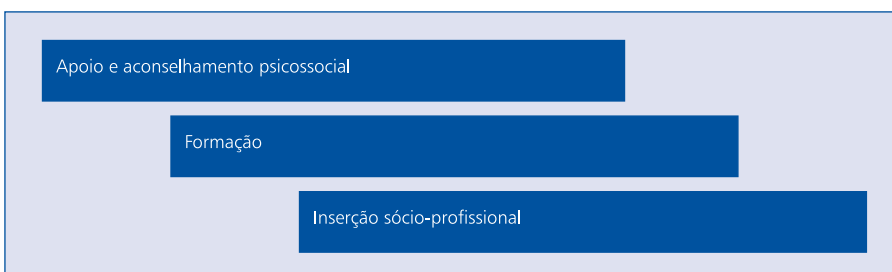 Apoio e aconselhamento psicossocial
Formação
Inserção sócio-profissional